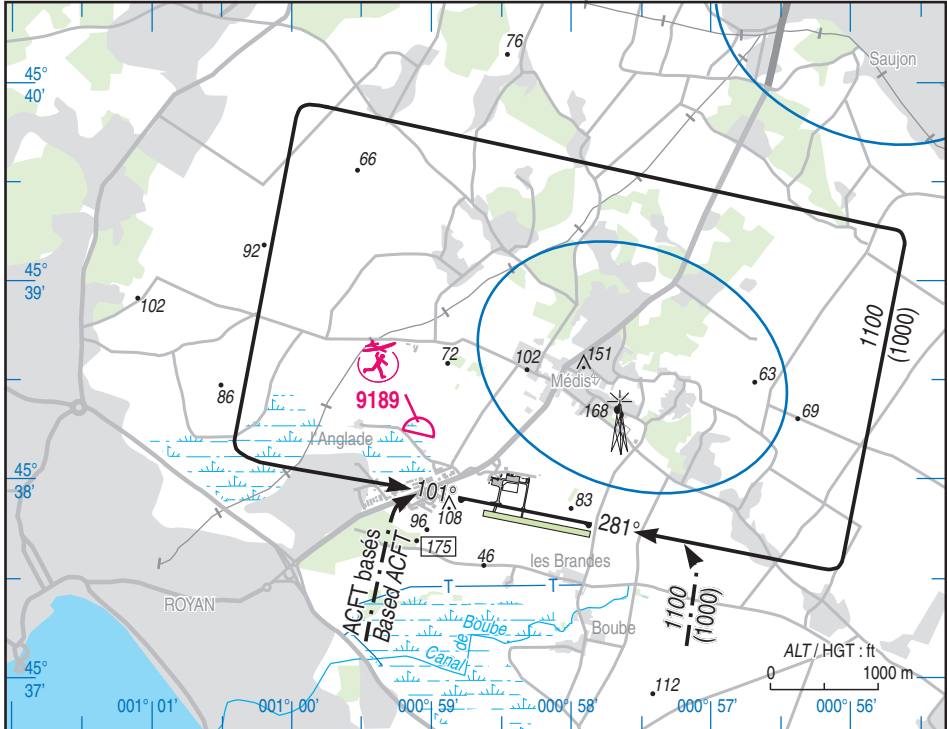 76
Saujon
45°
40'
66
92
45°
39'
102
1100
(1000)
72
102
151
Médis
63
9189
86
168
69
l'Anglade
45°
38'
101°
108
83
281°
96
175
46
les Brandes
ACFT basés
Based ACFT
1100
(1000)
ROYAN
Boube
de
Canal
Boube
ALT / HGT : ft
0
1000 m
45°
37'
112
001° 01'
001° 00'
000° 59'
000° 58'
000° 57'
000° 56'
T
T